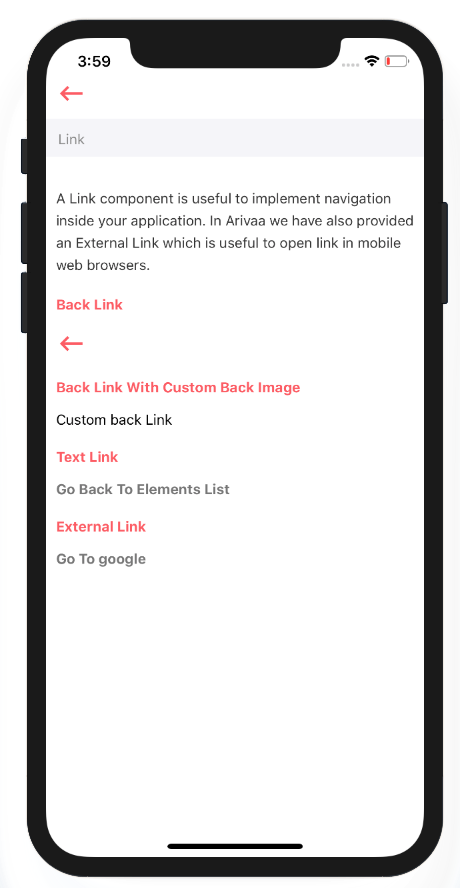 3:59
Link
A Link component is useful to implement navigation
inside your application. In Arivaa we have also provided
an External Link which is useful to open link in mobile
web browsers.
Back Link
Back Link With Custom Back Image
Custom back Link
Text Link
Go Back To Elements List
External Link
Go To google